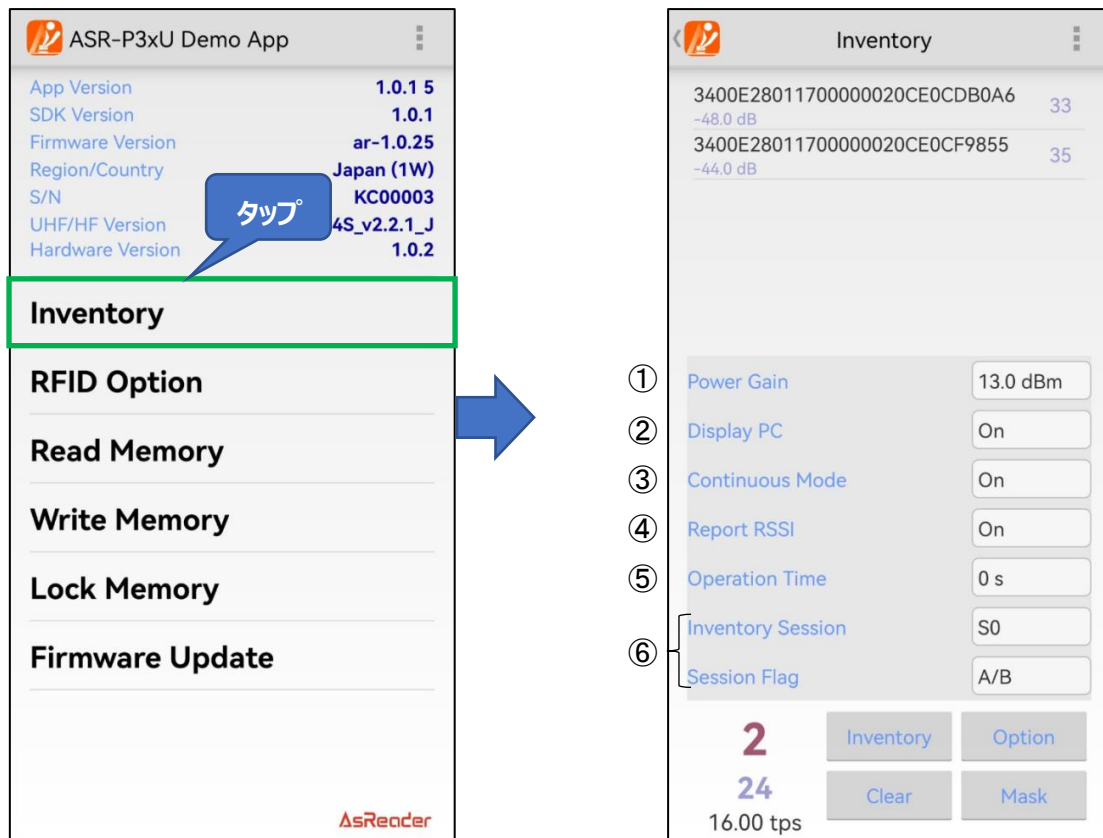 ASR-P3xU Demo App
App Version 1.0.1 5
SDK Version 1.0.1
Firmware Version ar-1.0.25
Region/Country Japan (1W)
S/N KC00003
UHF/HF Version 4S_v2.2.1_J
Hardware Version 1.0.2
タップ
Inventory
RFID Option
Read Memory
Write Memory
Lock Memory
Firmware Update
AsReader
Inventory
3400E28011700000020CE0CDB0A6 33
-48.0 dB
3400E28011700000020CE0CF9855 35
-44.0 dB
① Power Gain 13.0 dBm
② Display PC On
③ Continuous Mode On
④ Report RSSI On
⑤ Operation Time 0 s
⑥
Inventory Session S0
Session Flag A/B
2 Inventory Option
24 Clear Mask
16.00 tps